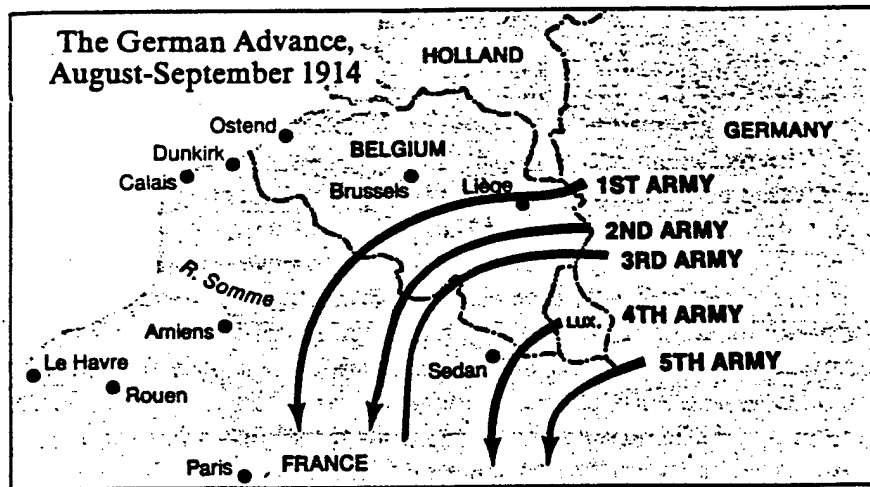 The German Advance,
August-September 1914
HOLLAND
GERMANY
Ostend
BELGIUM
Dunkirk
Calais
Brussels
Liège
1ST ARMY
2ND ARMY
3RD ARMY
R. Somme
LUX.
4TH ARMY
Amiens
Sedan
5TH ARMY
Le Havre
Rouen
Paris
FRANCE